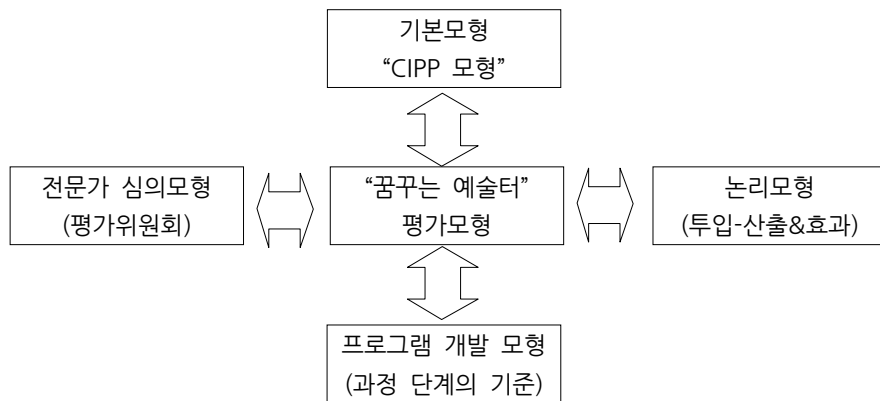 기본모형
“CIPP 모형”
전문가 심의모형
(평가위원회)
“꿈꾸는 예술터”
평가모형
논리모형
(투입-산출&효과)
프로그램 개발 모형
(과정 단계의 기준)